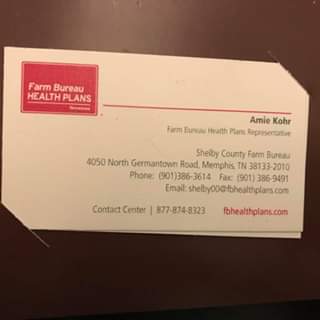 Farm Bureau
HEALTH PLANS
Tennessee
Amie Kohr
Farm Bureau Health Plans Representative
Shelby County Farm Bureau
4050 North Germantown Road, Memphis, TN 38133-2010
Phone: (901)386-3614 Fax: (901) 386-9491
Email: shelby00@fbhealthplans.com
Contact Center | 877-874-8323 fbhealthplans.com